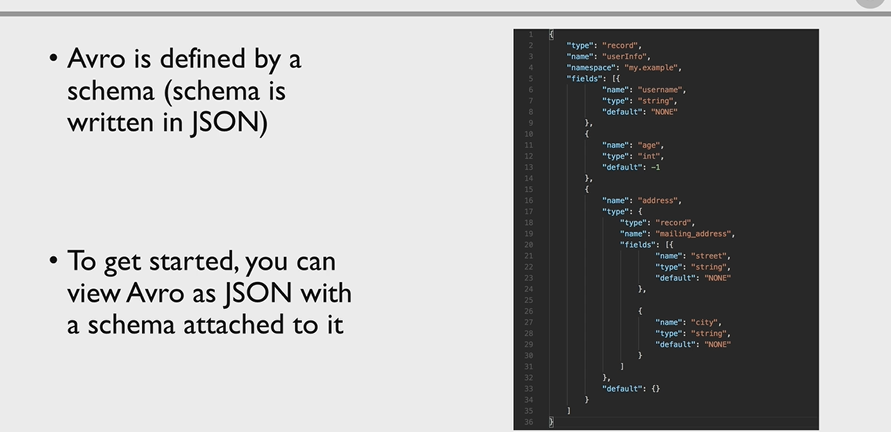 • Avro is defined by a
schema (schema is
written in JSON)
• To get started, you can
view Avro as JSON with
a schema attached to it
1 {
2 "type": "record",
3 "name": "userInfo",
4 "namespace": "my.example",
5 "fields": [{
6 "name": "username",
7 "type": "string",
8 "default": "NONE"
9 },
10 {
11 "name": "age",
12 "type": "int",
13 "default": -1
14 },
15 {
16 "name": "address",
17 "type": {
18 "type": "record",
19 "name": "mailing_address",
20 "fields": [{
21 "name": "street",
22 "type": "string",
23 "default": "NONE"
24 },
25
26 {
27 "name": "city",
28 "type": "string",
29 "default": "NONE"
30 }
31 ]
32 },
33 "default": {}
34 }
35 ]
36 }